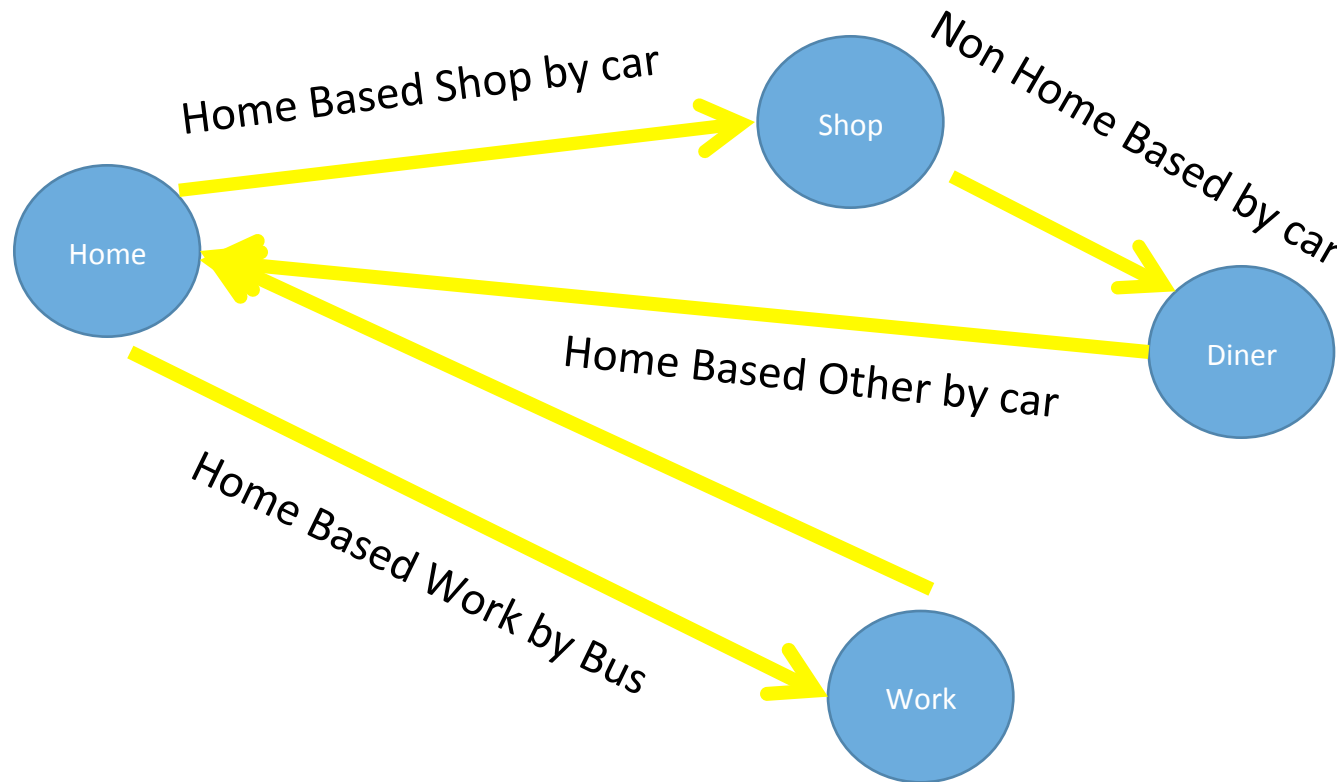 Home Based Shop by car
Non Home Based by car
Shop
Home
Diner
Home Based Other by car
Home Based Work by Bus
Work